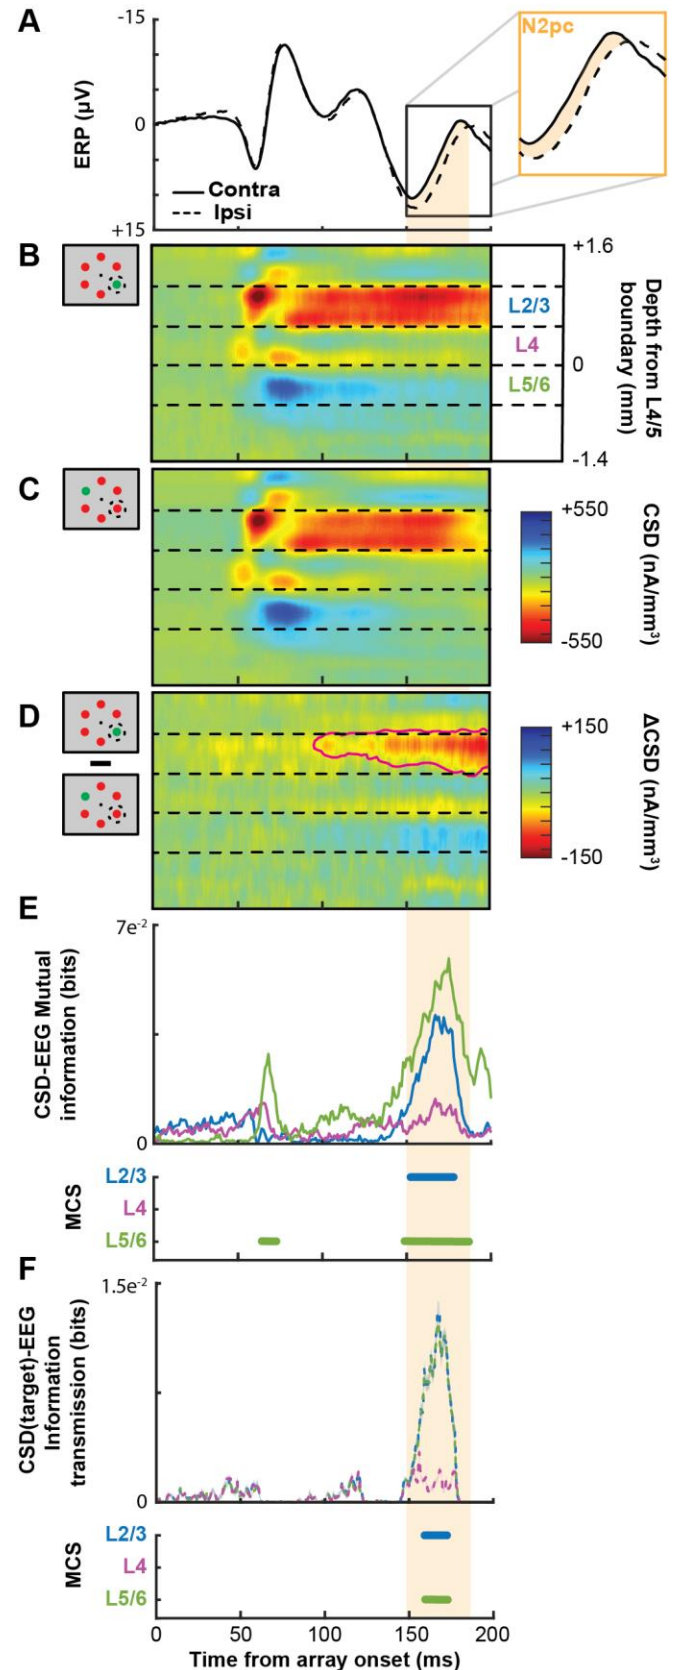 A
-15
0
+15
ERP (µV)
Contra
Ipsi
N2pc
B
L2/3
L4
L5/6
+1.6
0
-1.4
Depth from L4/5
boundary (mm)
C
+550
-550
CSD (nA/mm³)
D
+150
-150
ΔCSD (nA/mm³)
E
7e⁻²
0
CSD-EEG Mutual
information (bits)
MCS
L2/3
L4
L5/6
F
1.5e⁻²
0
CSD(target)-EEG
Information
transmission (bits)
MCS
L2/3
L4
L5/6
0 50 100 150 200
Time from array onset (ms)